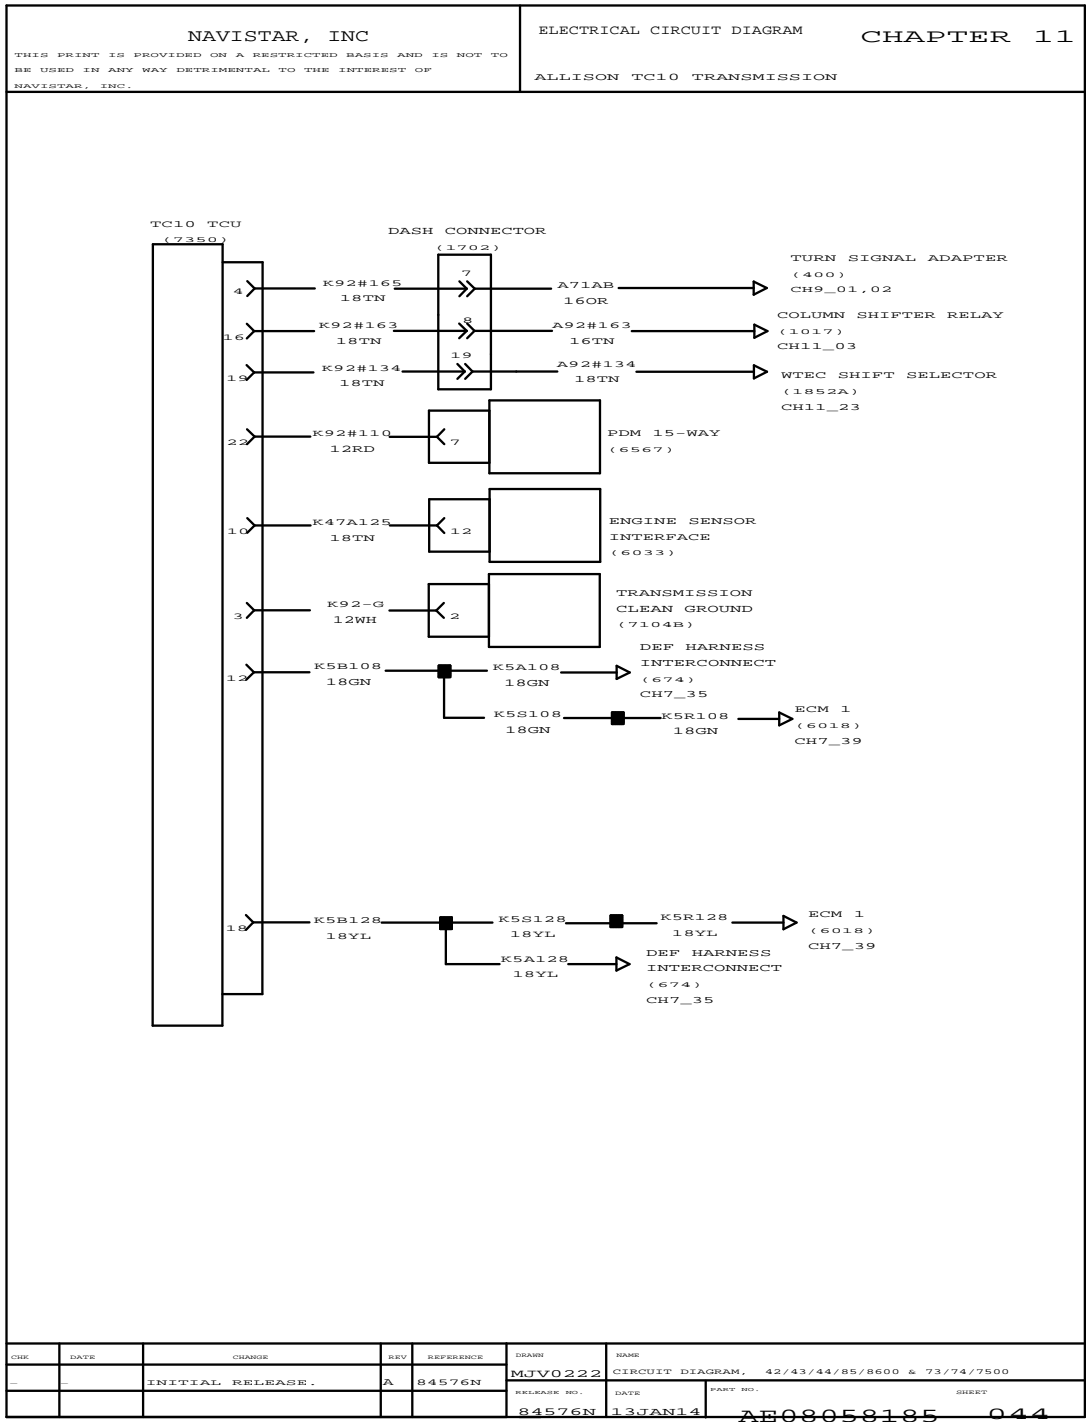 NAVISTAR, INC
THIS PRINT IS PROVIDED ON A RESTRICTED BASIS AND IS NOT TO
BE USED IN ANY WAY DETRIMENTAL TO THE INTEREST OF
NAVISTAR, INC.
ELECTRICAL CIRCUIT DIAGRAM
CHAPTER 11
ALLISON TC10 TRANSMISSION
TC10 TCU
(7350)
DASH CONNECTOR
(1702)
4
K92#165
18TN
7
A71AB
16OR
TURN SIGNAL ADAPTER
(400)
CH9_01,02
16
K92#163
18TN
8
A92#163
16TN
COLUMN SHIFTER RELAY
(1017)
CH11_03
19
K92#134
18TN
19
A92#134
18TN
WTEC SHIFT SELECTOR
(1852A)
CH11_23
22
K92#110
12RD
7
PDM 15-WAY
(6567)
10
K47A125
18TN
12
ENGINE SENSOR
INTERFACE
(6033)
3
K92-G
12WH
2
TRANSMISSION
CLEAN GROUND
(7104B)
12
K5B108
18GN
K5A108
18GN
DEF HARNESS
INTERCONNECT
(674)
CH7_35
K5S108
18GN
K5R108
18GN
ECM 1
(6018)
CH7_39
18
K5B128
18YL
K5S128
18YL
K5R128
18YL
ECM 1
(6018)
CH7_39
K5A128
18YL
DEF HARNESS
INTERCONNECT
(674)
CH7_35
CHK DATE CHANGE REV REFERENCE
- - INITIAL RELEASE. A 84576N
DRAWN
MJV0222
NAME
CIRCUIT DIAGRAM, 42/43/44/85/8600 & 73/74/7500
RELEASE NO.
84576N
DATE
13JAN14
PART NO.
AE08058185
SHEET
044